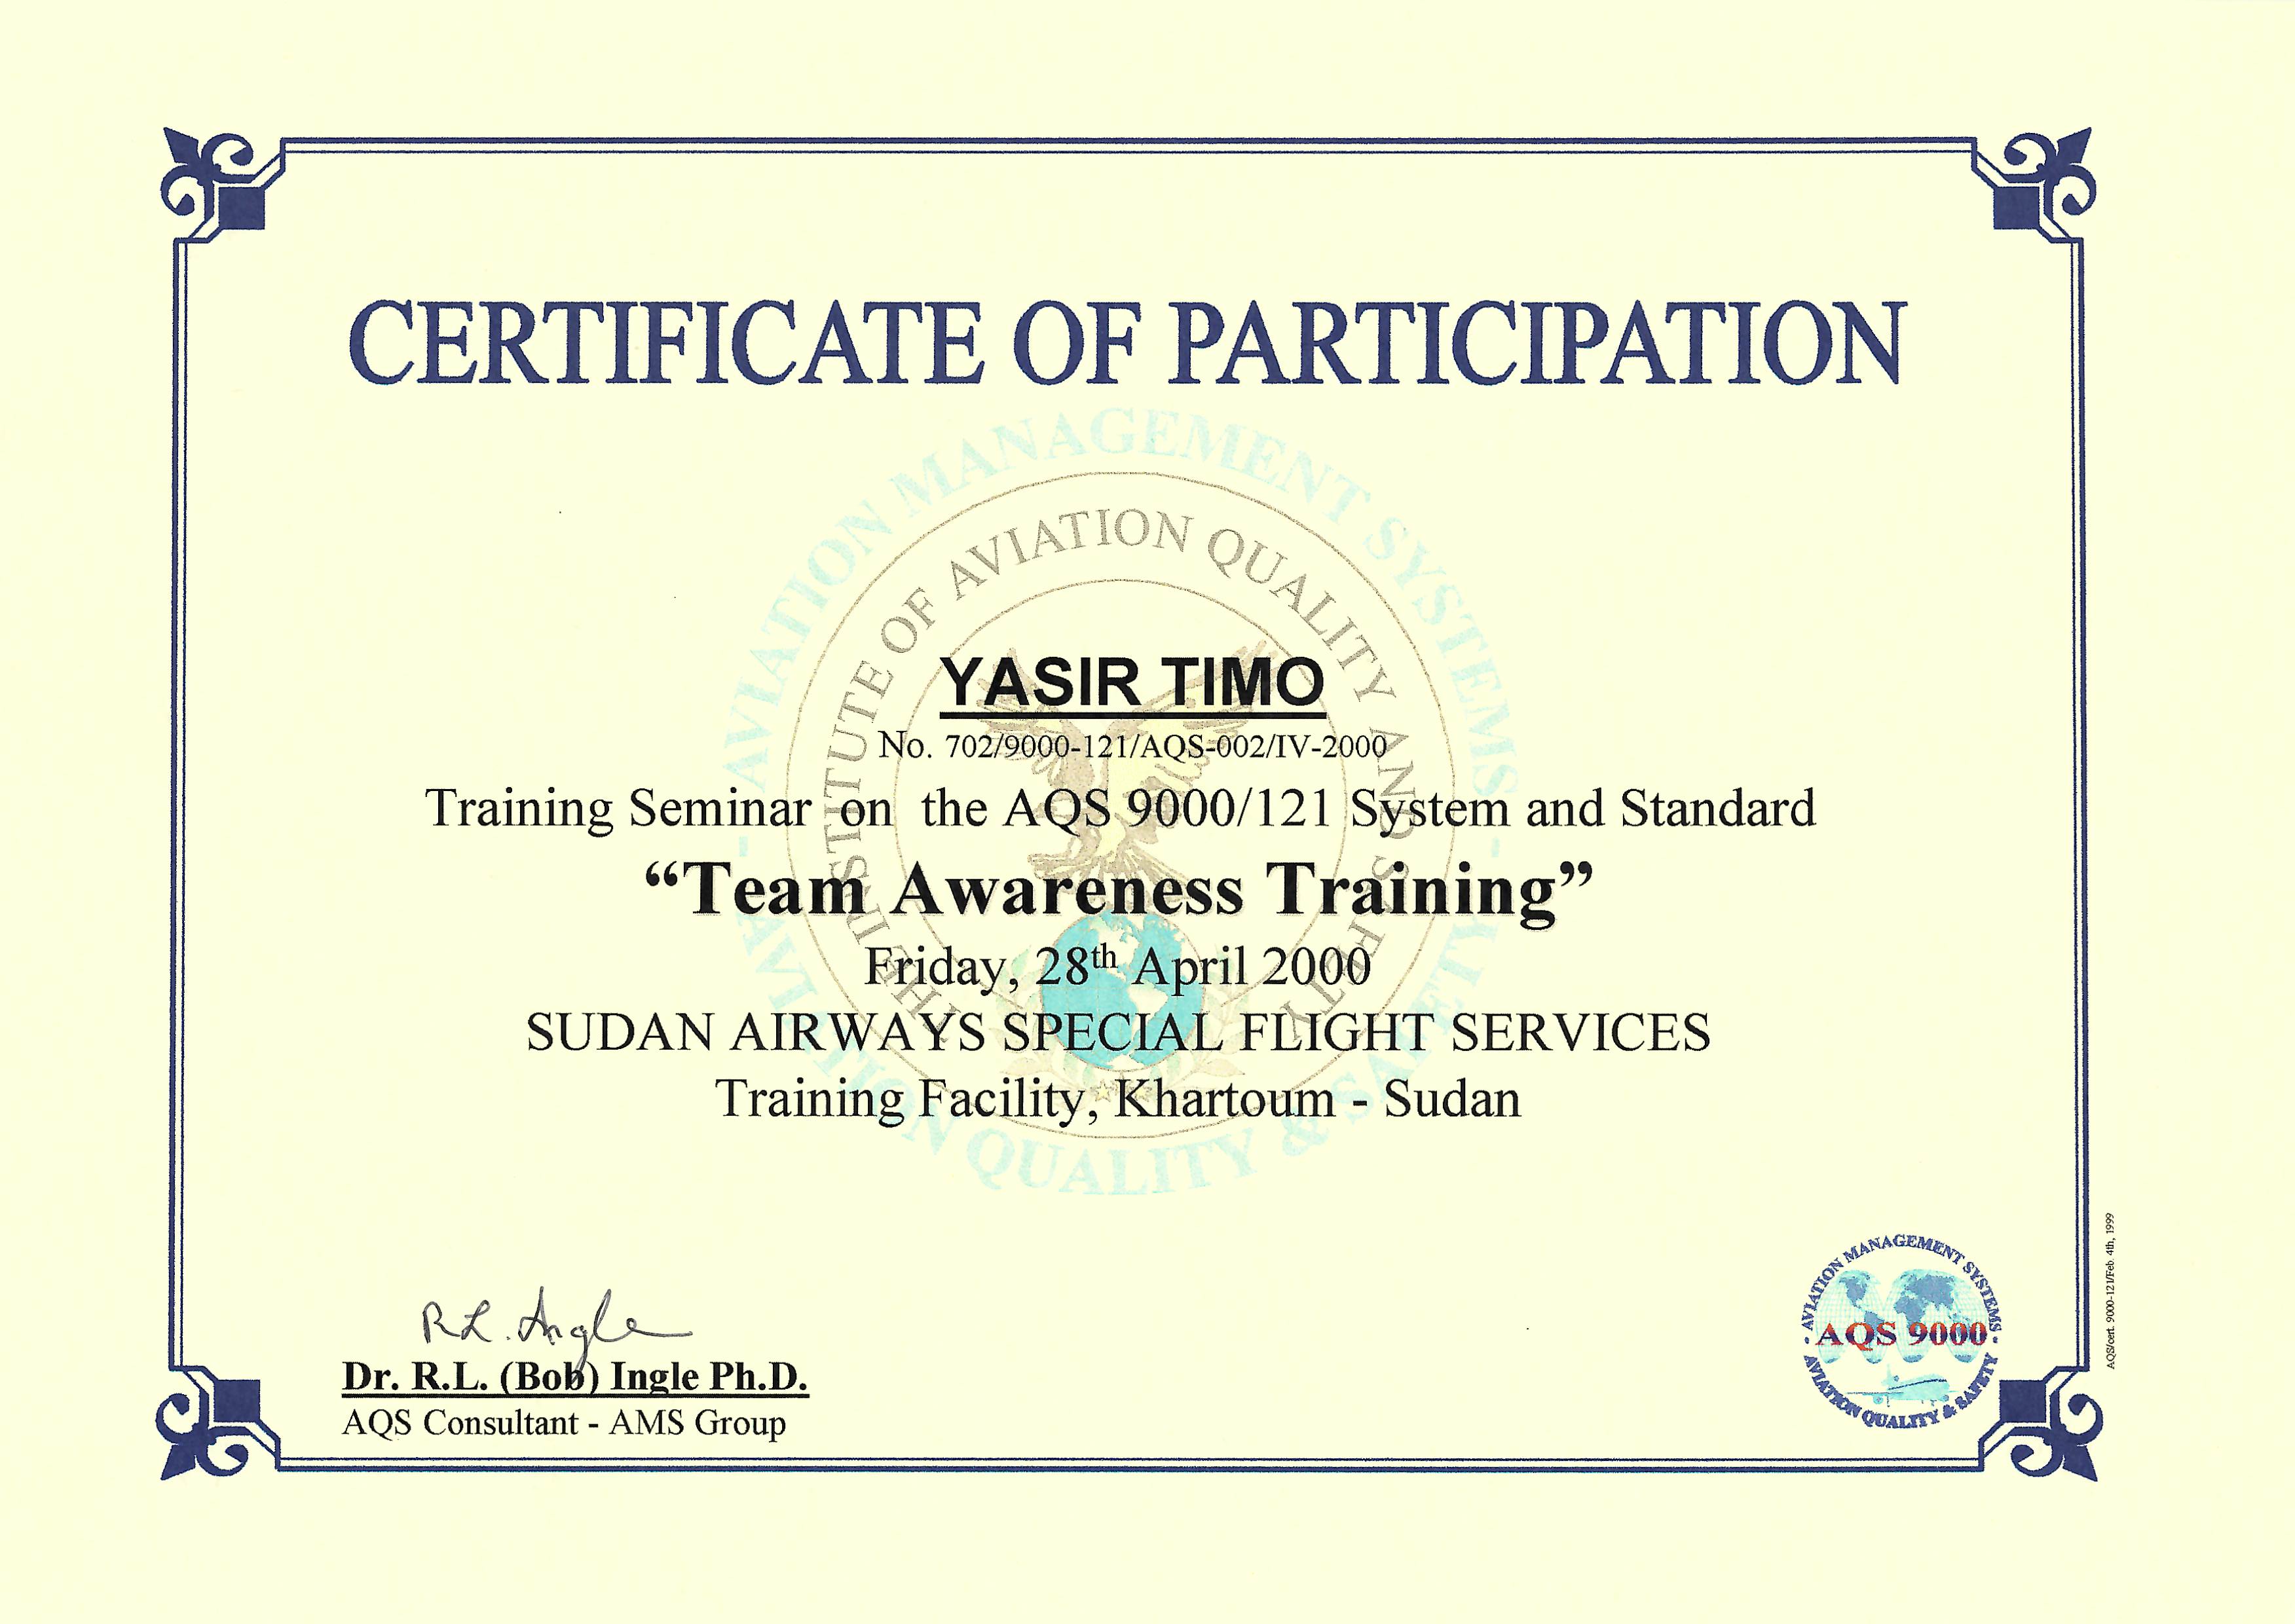 CERTIFICATE OF PARTICIPATION
- AVIATION MANAGEMENT SYSTEMS -
AVIATION QUALITY & SAFETY
THE INSTITUTE OF AVIATION QUALITY AND SAFETY
YASIR TIMO
No. 702/9000-121/AQS-002/IV-2000
Training Seminar on the AQS 9000/121 System and Standard
“Team Awareness Training”
Friday, 28th April 2000
SUDAN AIRWAYS SPECIAL FLIGHT SERVICES
Training Facility, Khartoum - Sudan
R.L. Ingle
Dr. R.L. (Bob) Ingle Ph.D.
AQS Consultant - AMS Group
· AVIATION MANAGEMENT SYSTEMS ·
AQS 9000
AVIATION QUALITY & SAFETY
AQS/cert. 9000-121/Feb. 4th, 1999